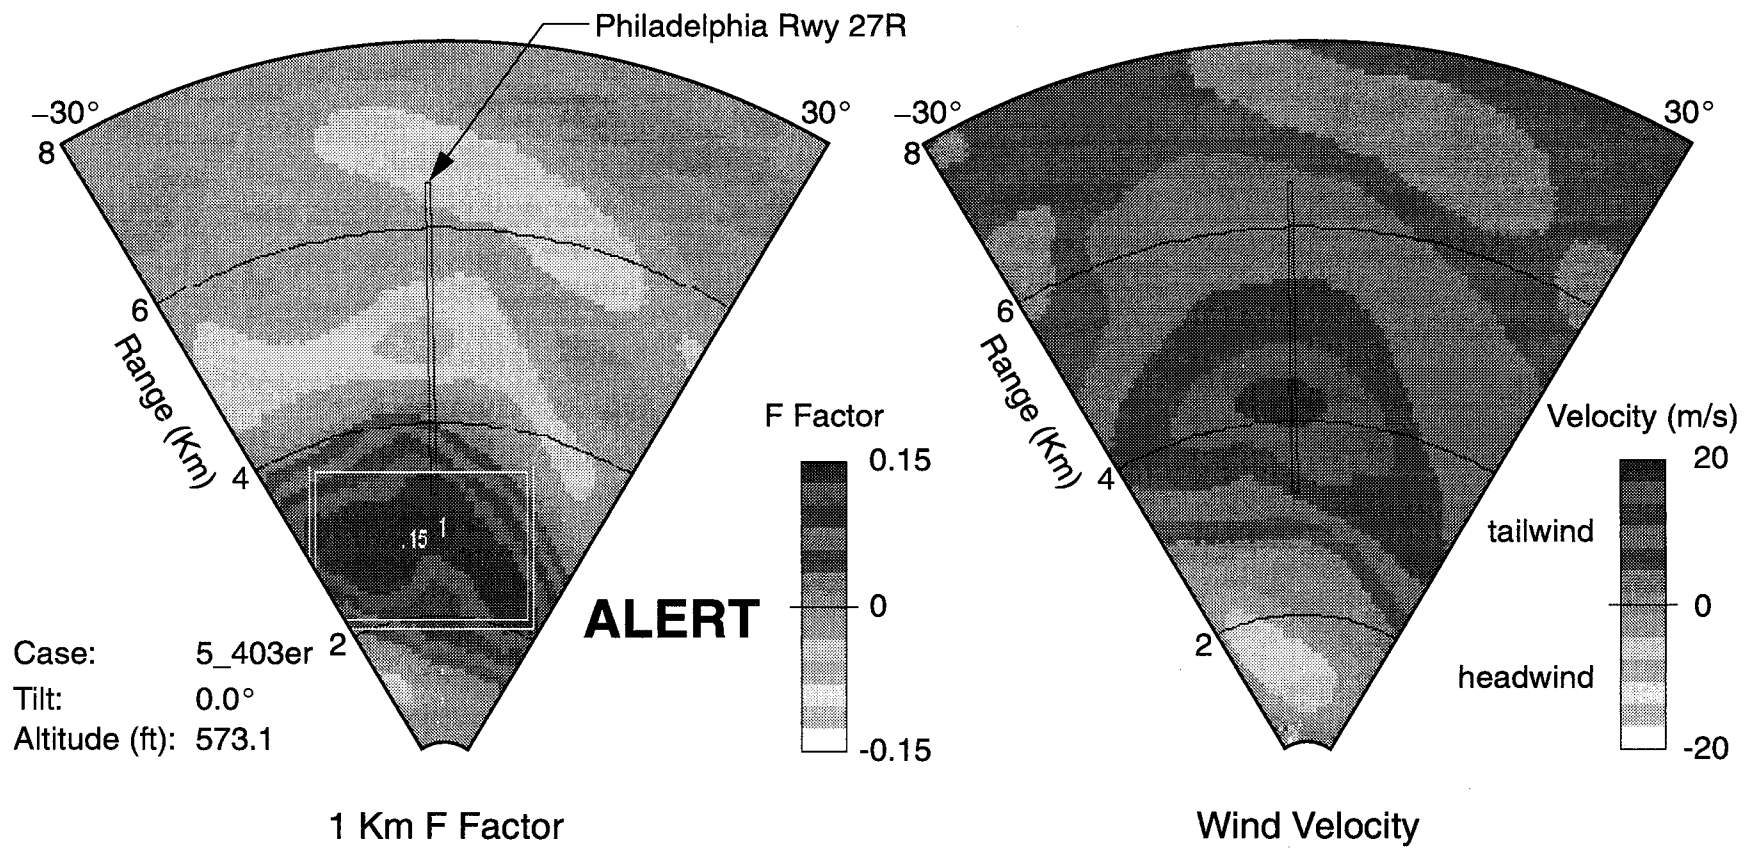 Philadelphia Rwy 27R
−30°
30°
8
6
4
2
Range (Km)
.15
1
ALERT
F Factor
0.15
0
-0.15
Case: 5_403er
Tilt: 0.0°
Altitude (ft): 573.1
1 Km F Factor
−30°
30°
8
6
4
2
Range (Km)
Velocity (m/s)
20
tailwind
0
headwind
-20
Wind Velocity